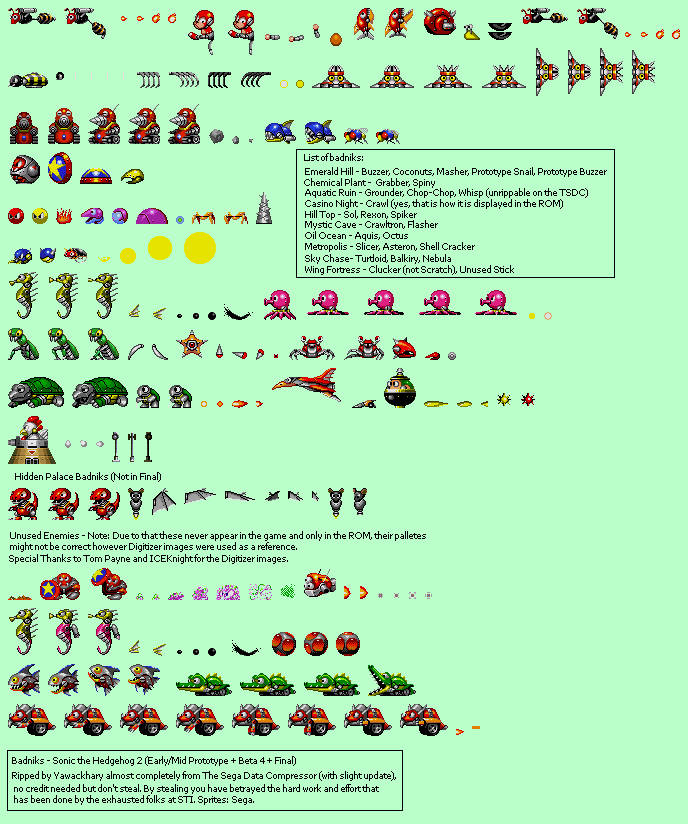 List of badniks:
Emerald Hill - Buzzer, Coconuts, Masher, Prototype Snail, Prototype Buzzer
Chemical Plant - Grabber, Spiny
Aquatic Ruin - Grounder, Chop-Chop, Whisp (unrippable on the TSDC)
Casino Night - Crawl (yes, that is how it is displayed in the ROM)
Hill Top - Sol, Rexon, Spiker
Mystic Cave - Crawltron, Flasher
Oil Ocean - Aquis, Octus
Metropolis - Slicer, Asteron, Shell Cracker
Sky Chase- Turtloid, Balkiry, Nebula
Wing Fortress - Clucker (not Scratch), Unused Stick
Hidden Palace Badniks (Not in Final)
Unused Enemies - Note: Due to that these never appear in the game and only in the ROM, their palletes
might not be correct however Digitizer images were used as a reference.
Special Thanks to Tom Payne and ICEKnight for the Digitizer images.
Badniks - Sonic the Hedgehog 2 (Early/Mid Prototype + Beta 4 + Final)
Ripped by Yawackhary almost completely from The Sega Data Compressor (with slight update),
no credit needed but don't steal. By stealing you have betrayed the hard work and effort that
has been done by the exhausted folks at STI. Sprites: Sega.